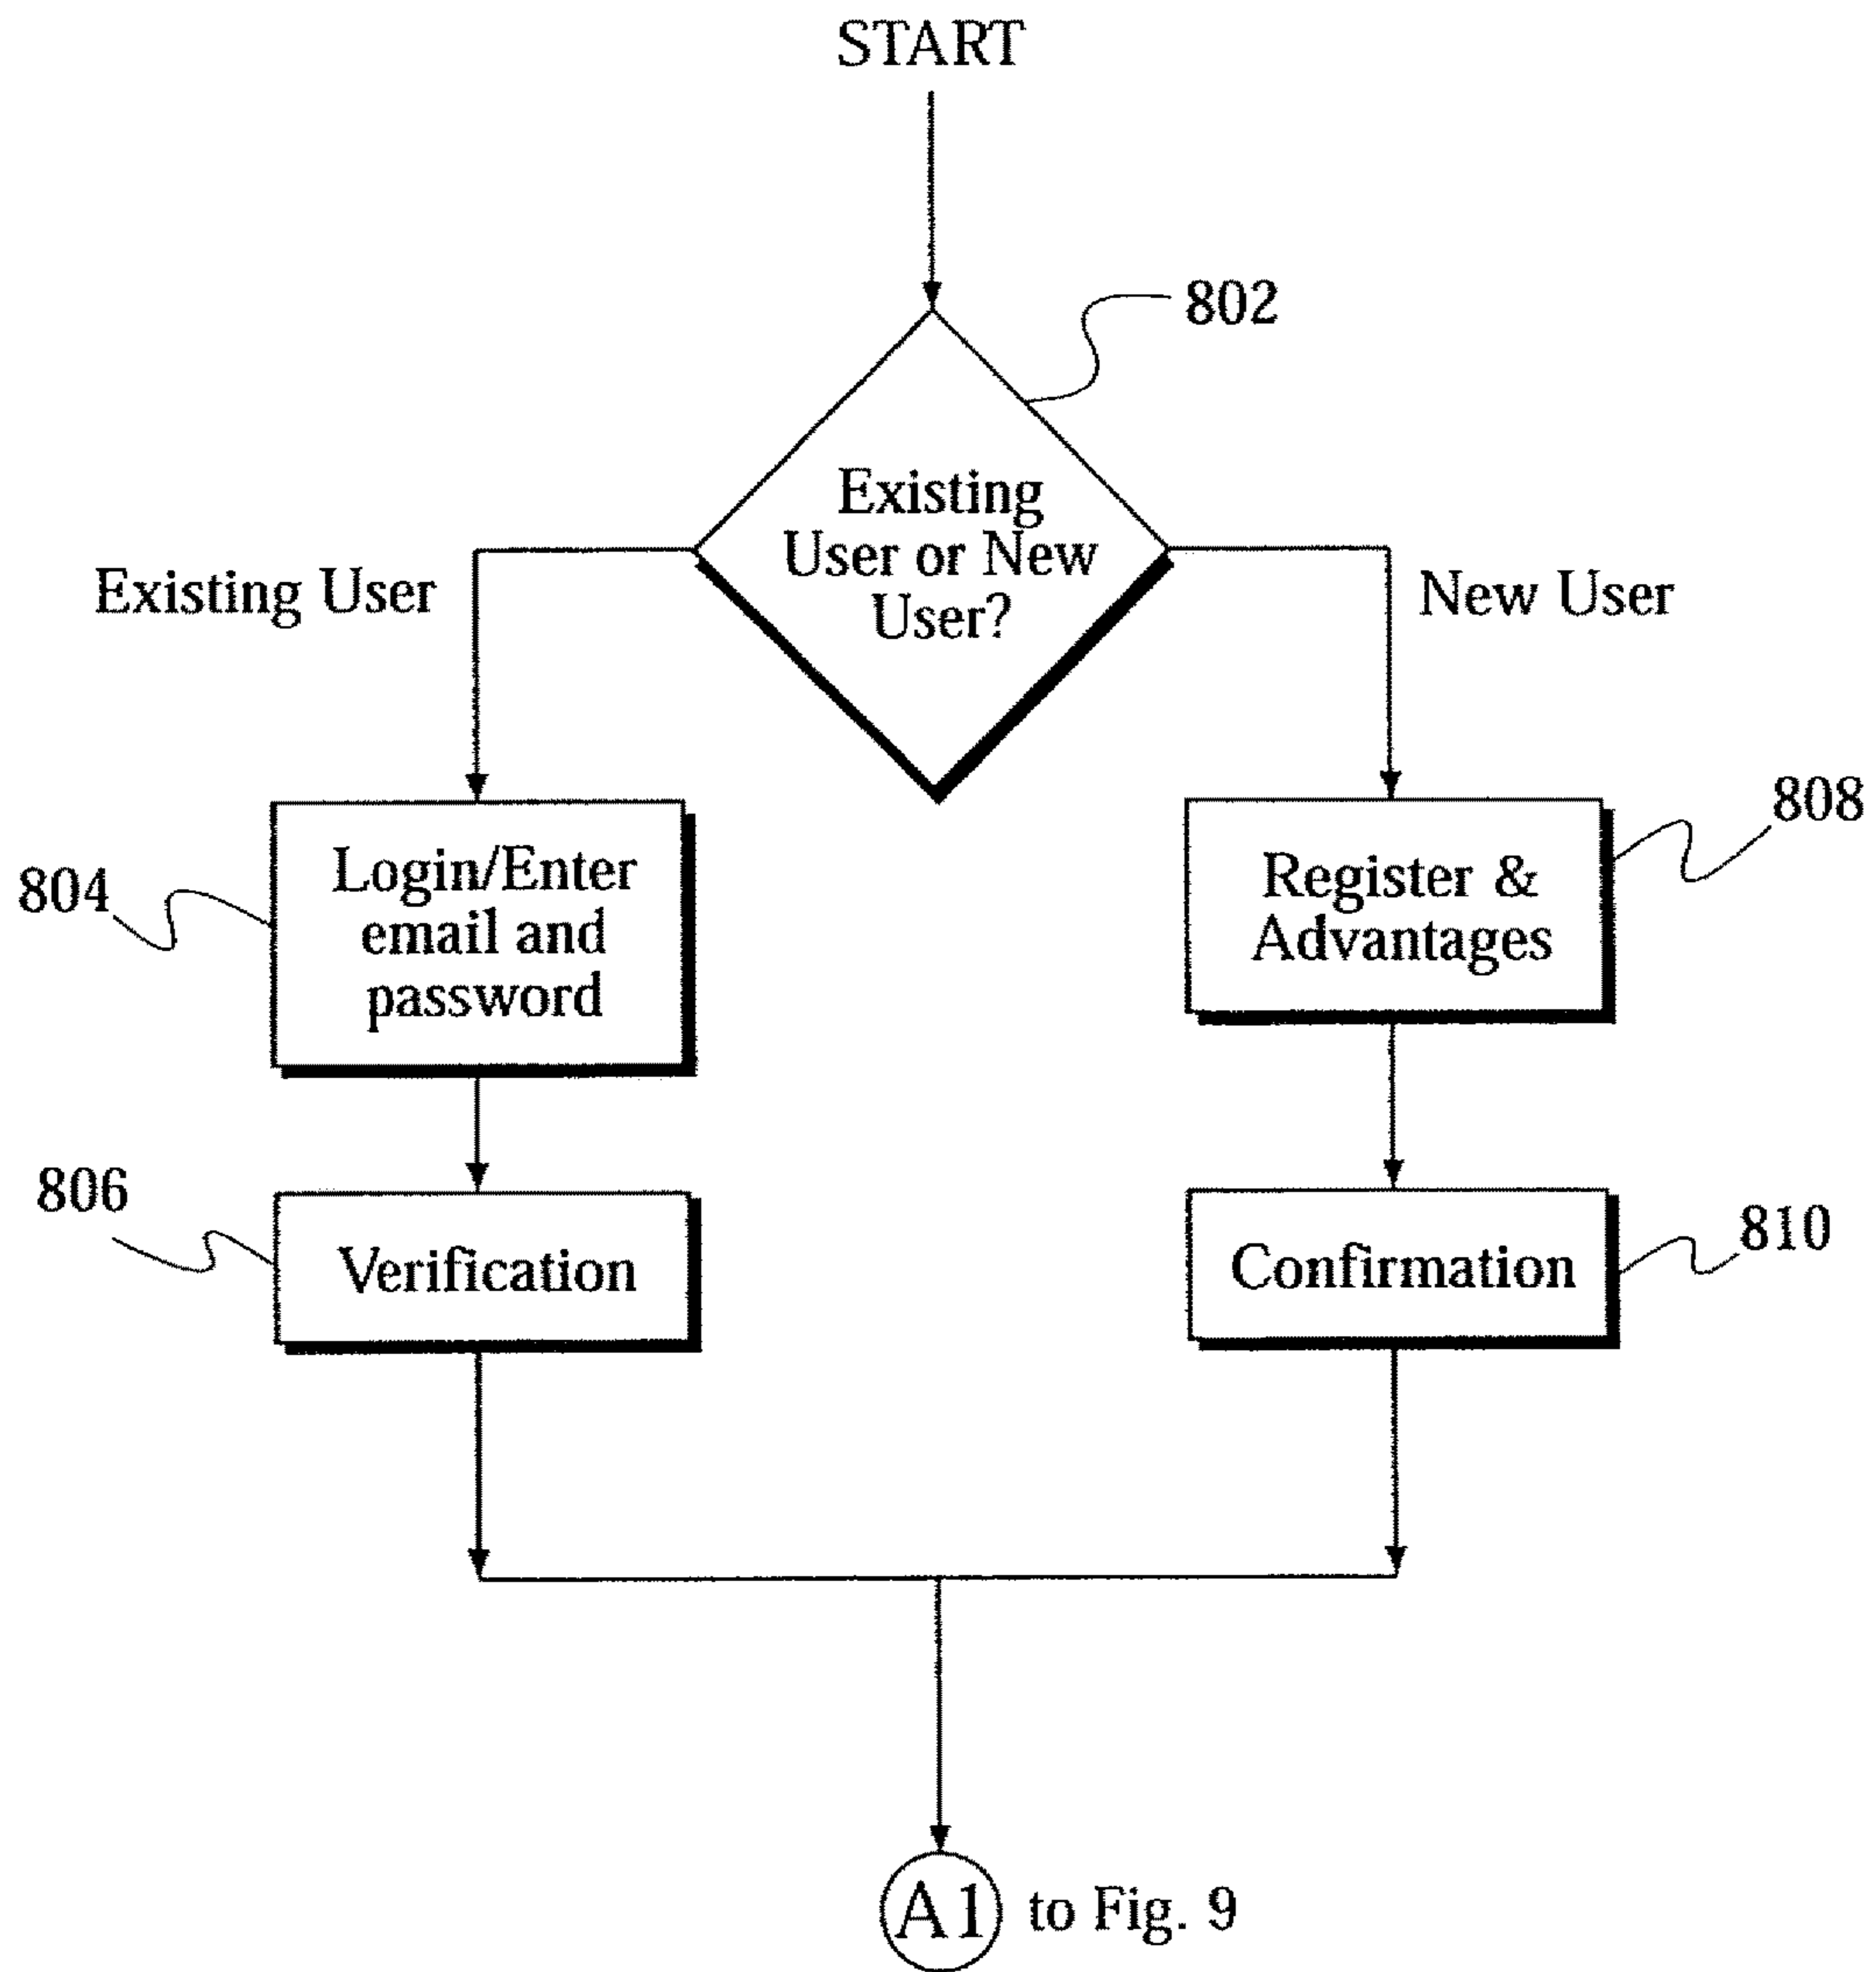 START
802
Existing
User or New
User?
Existing User
New User
804
Login/Enter
email and
password
808
Register &
Advantages
806
Verification
810
Confirmation
A1 to Fig. 9